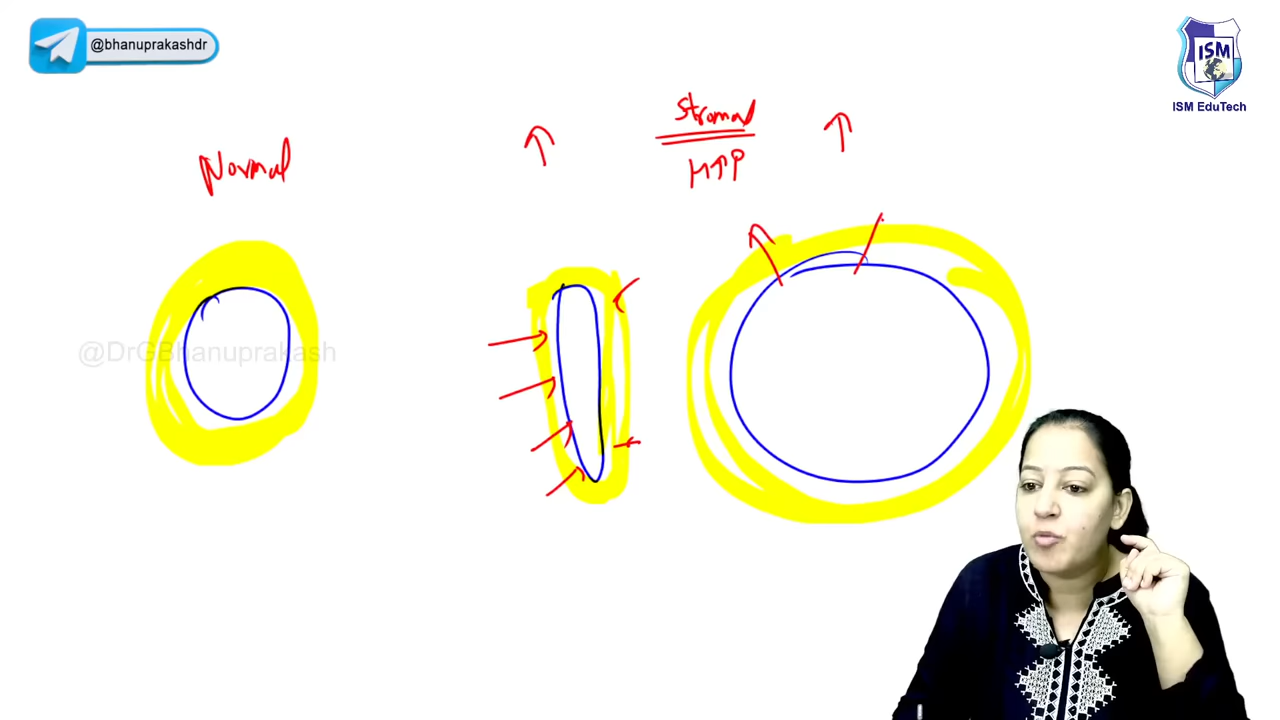 @bhanuprakashdr
ISM
ISM EduTech
Stromal
HTP
Normal
@DrGBhanuprakash